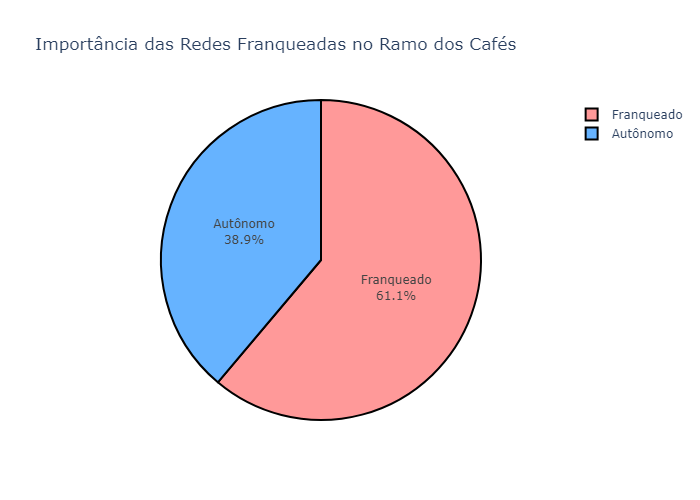 Importância das Redes Franqueadas no Ramo dos Cafés
Franqueado
Autônomo
Autônomo
38.9%
Franqueado
61.1%